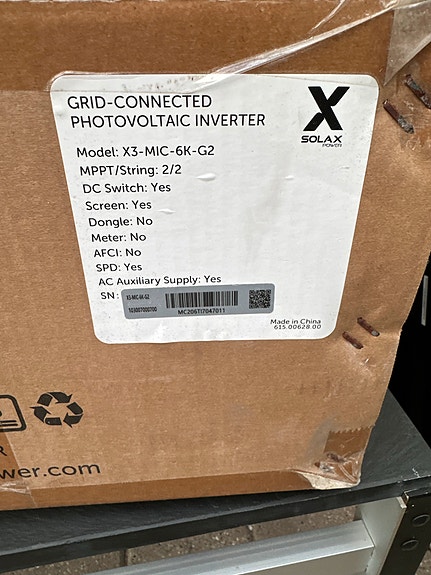 GRID-CONNECTED
PHOTOVOLTAIC INVERTER
X
SOLAX
POWER
Model: X3-MIC-6K-G2
MPPT/String: 2/2
DC Switch: Yes
Screen: Yes
Dongle: No
Meter: No
AFCI: No
SPD: Yes
AC Auxiliary Supply: Yes
SN:
X3-MIC-6K-G2
103007000700
MC206TI7047011
Made in China
615.00628.00
R
wer.com